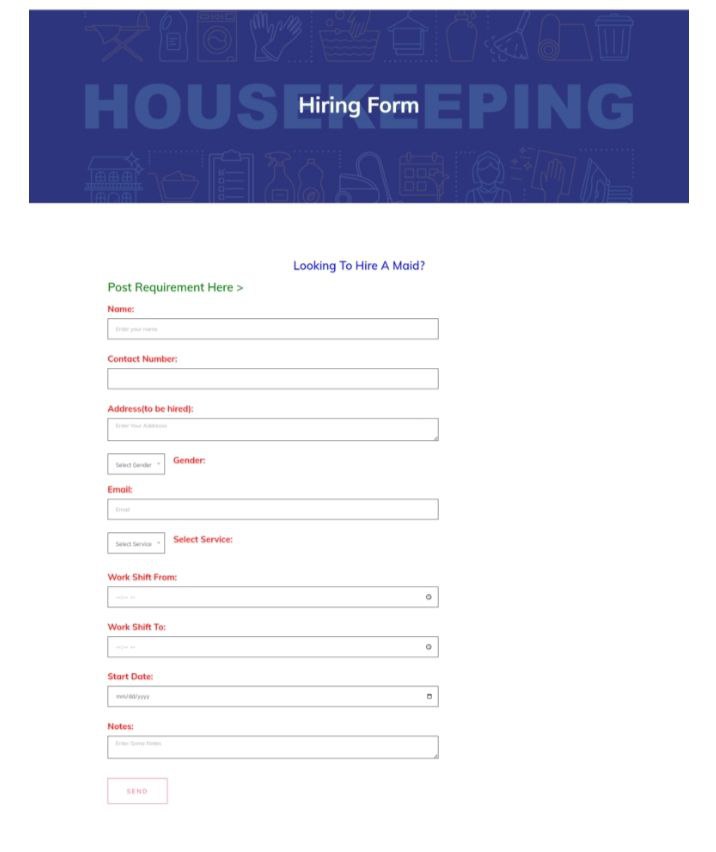 HOUSEKEEPING
Hiring Form
Looking To Hire A Maid?
Post Requirement Here >
Name:
Enter your name
Contact Number:
Address(to be hired):
Enter Your Address
Select Gender Gender:
Email:
Email
Select Service Select Service:
Work Shift From:
--:-- --
Work Shift To:
--:-- --
Start Date:
mm/dd/yyyy
Notes:
Enter Some Notes
SEND